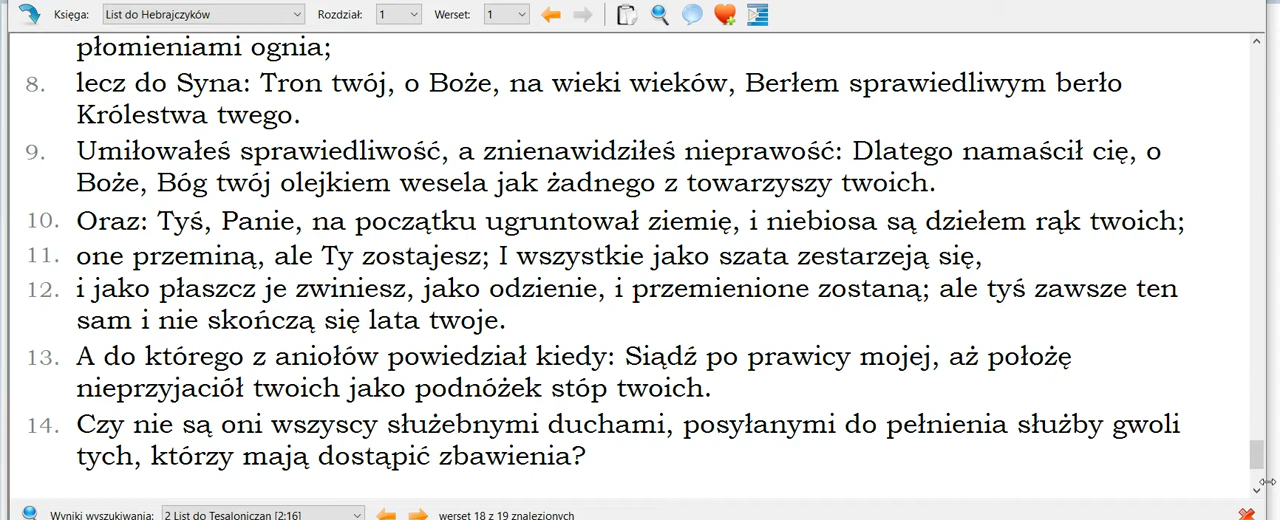 Księga: List do Hebrajczyków Rozdział: 1 Werset: 1
płomieniami ognia;
8. lecz do Syna: Tron twój, o Boże, na wieki wieków, Berłem sprawiedliwym berło
Królestwa twego.
9. Umiłowałeś sprawiedliwość, a znienawidziłeś nieprawość: Dlatego namaścił cię, o
Boże, Bóg twój olejkiem wesela jak żadnego z towarzyszy twoich.
10. Oraz: Tyś, Panie, na początku ugruntował ziemię, i niebiosa są dziełem rąk twoich;
11. one przeminą, ale Ty zostajesz; I wszystkie jako szata zestarzeją się,
12. i jako płaszcz je zwiniesz, jako odzienie, i przemienione zostaną; ale tyś zawsze ten
sam i nie skończą się lata twoje.
13. A do którego z aniołów powiedział kiedy: Siądź po prawicy mojej, aż położę
nieprzyjaciół twoich jako podnóżek stóp twoich.
14. Czy nie są oni wszyscy służebnymi duchami, posyłanymi do pełnienia służby gwoli
tych, którzy mają dostąpić zbawienia?
Wyniki wyszukiwania: 2 List do Tesaloniczan [2:16] werset 18 z 19 znalezionych